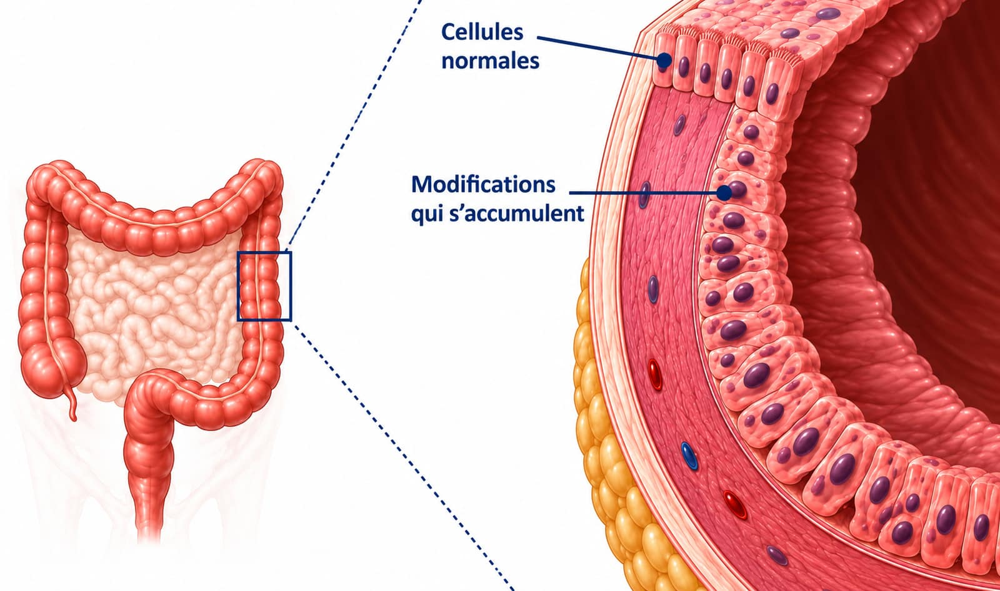 Cellules
normales
Modifications
qui s’accumulent